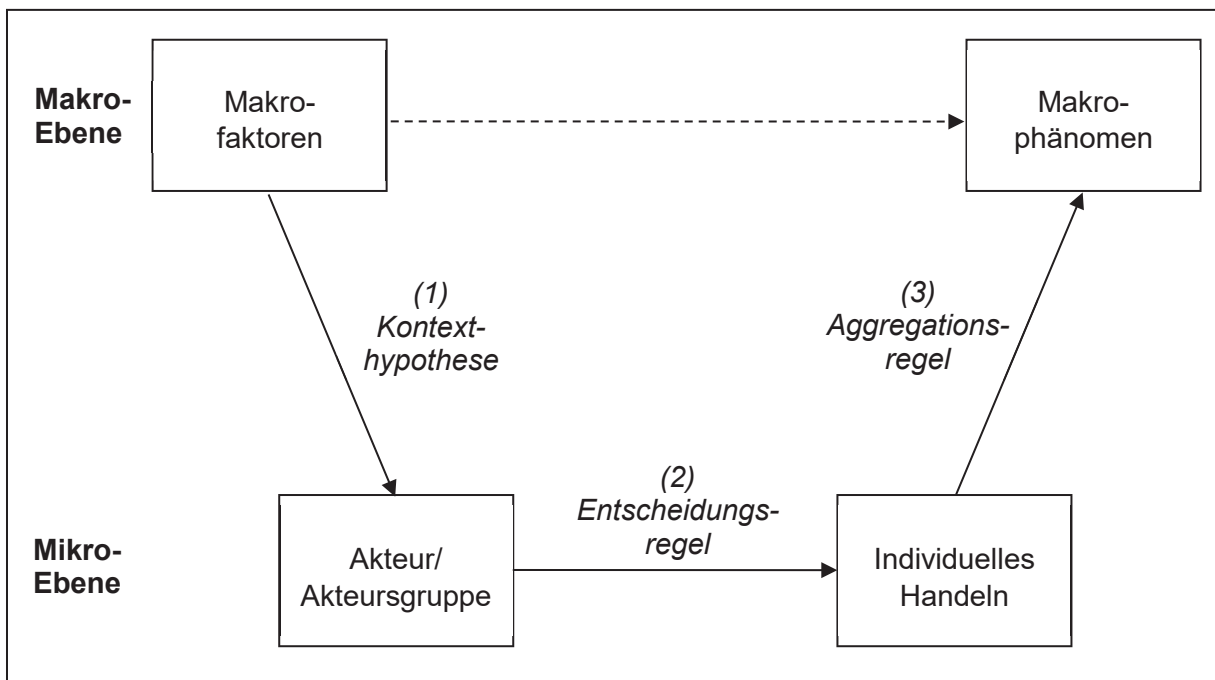 Makro-
Ebene
Makro-
faktoren
Makro-
phänomen
(1)
Kontext-
hypothese
(3)
Aggregations-
regel
(2)
Entscheidungs-
regel
Mikro-
Ebene
Akteur/
Akteursgruppe
Individuelles
Handeln